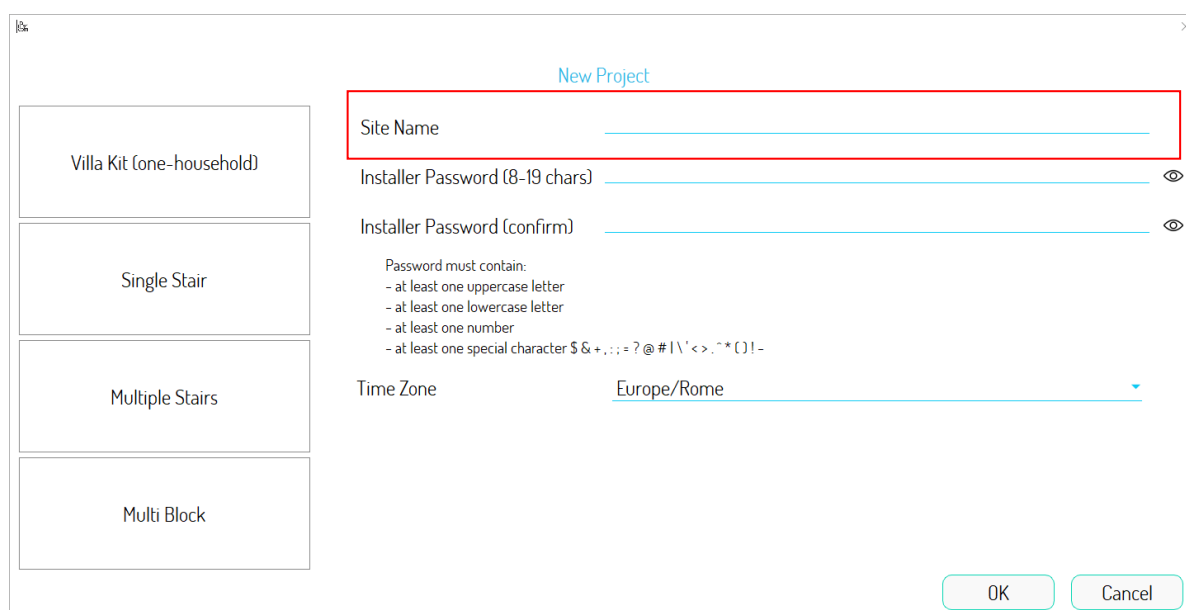 New Project
Villa Kit (one-household)
Single Stair
Multiple Stairs
Multi Block
Site Name
Installer Password (8-19 chars)
Installer Password (confirm)
Password must contain:
- at least one uppercase letter
- at least one lowercase letter
- at least one number
- at least one special character $ & + , : ; = ? @ # | \ ' < > . ^ * ( ) ! -
Time Zone Europe/Rome
OK Cancel